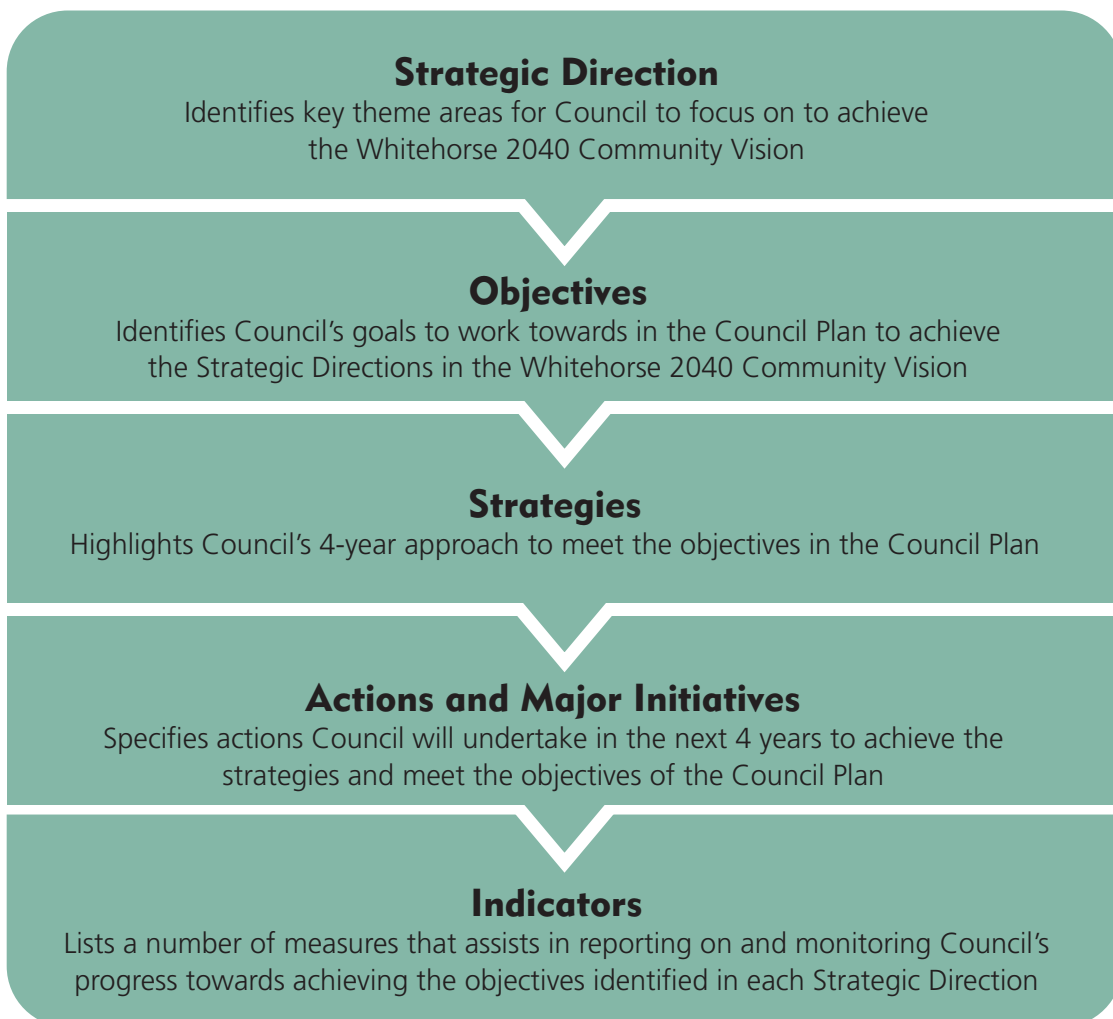 Strategic Direction
Identifies key theme areas for Council to focus on to achieve
the Whitehorse 2040 Community Vision
Objectives
Identifies Council’s goals to work towards in the Council Plan to achieve
the Strategic Directions in the Whitehorse 2040 Community Vision
Strategies
Highlights Council’s 4-year approach to meet the objectives in the Council Plan
Actions and Major Initiatives
Specifies actions Council will undertake in the next 4 years to achieve the
strategies and meet the objectives of the Council Plan
Indicators
Lists a number of measures that assists in reporting on and monitoring Council’s
progress towards achieving the objectives identified in each Strategic Direction